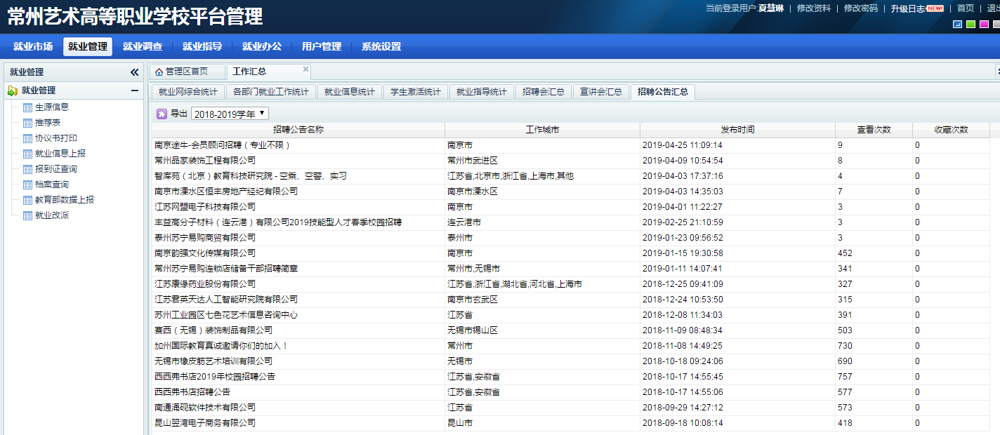 常州艺术高等职业学校平台管理
当前登录用户:夏慧琳 | 修改资料 | 修改密码 | 升级日志 NEW! | 首页 | 退出
就业市场 就业管理 就业调查 就业指导 就业办公 用户管理 系统设置
就业管理
就业管理
生源信息
推荐表
协议书打印
就业信息上报
报到证查询
档案查询
教育部数据上报
就业改派
管理区首页 工作汇总
就业网综合统计 各部门就业工作统计 就业信息统计 学生激活统计 就业指导统计 招聘会汇总 宣讲会汇总 招聘公告汇总
导出 2018-2019学年
招聘公告名称 工作城市 发布时间 查看次数 收藏次数
南京途牛-会员顾问招聘（专业不限） 南京市 2019-04-25 11:09:14 9 0
常州品家装饰工程有限公司 常州市武进区 2019-04-09 10:54:54 8 0
智库苑（北京）教育科技研究院 - 空乘、空警、实习 江苏省,北京市,浙江省,上海市,其他 2019-04-03 17:37:16 4 0
南京市溧水区恒丰房地产经纪有限公司 南京市溧水区 2019-04-03 14:35:03 7 0
江苏网盟电子科技有限公司 南京市 2019-04-01 11:22:27 3 0
丰益高分子材料（连云港）有限公司2019技能型人才春季校园招聘 连云港市 2019-02-25 21:10:59 3 0
泰州苏宁易购商贸有限公司 泰州市 2019-01-23 09:56:52 3 0
南京韵强文化传媒有限公司 南京市 2019-01-15 19:30:58 452 0
常州苏宁易购连锁店储备干部招聘简章 常州市,无锡市 2019-01-11 14:07:41 341 0
江苏康缘药业股份有限公司 江苏省,浙江省,湖北省,河北省,上海市 2018-12-25 09:41:09 327 0
江苏君英天达人工智能研究院有限公司 南京市玄武区 2018-12-24 10:53:50 315 0
苏州工业园区七色花艺术信息咨询中心 江苏省 2018-12-08 11:34:03 391 0
赛西（无锡）装饰制品有限公司 无锡市锡山区 2018-11-09 08:48:34 503 0
加州国际教育真诚邀请你们的加入！ 常州市 2018-11-08 14:49:25 730 0
无锡市橡皮筋艺术培训有限公司 无锡市 2018-10-18 09:24:06 690 0
西西弗书店2019年校园招聘公告 江苏省,安徽省 2018-10-17 14:55:45 757 0
西西弗书店招聘公告 江苏省,安徽省 2018-10-17 14:55:06 577 0
南通涌砚软件技术有限公司 江苏省 2018-09-29 14:27:12 573 0
昆山翌湾电子商务有限公司 昆山市 2018-09-18 10:08:14 418 0